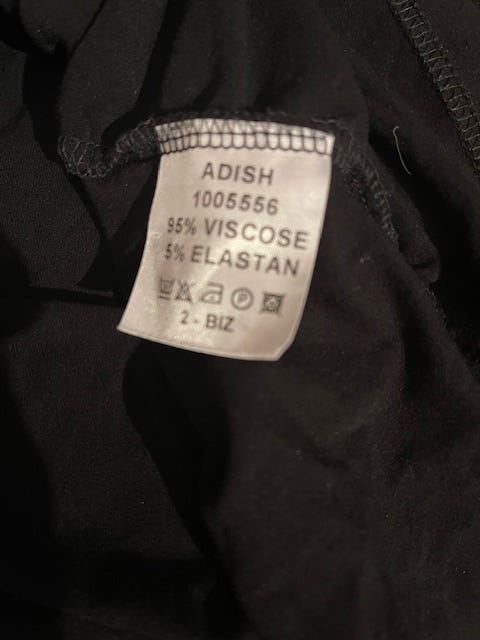 ADISH
1005556
95% VISCOSE
5% ELASTAN
P
2 - BIZ